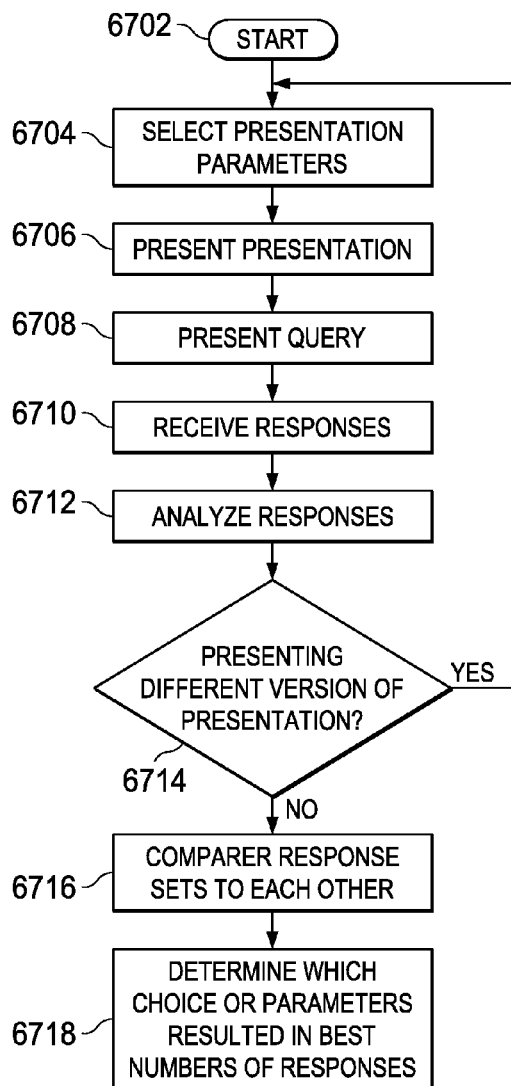 6702
START
6704
SELECT PRESENTATION
PARAMETERS
6706
PRESENT PRESENTATION
6708
PRESENT QUERY
6710
RECEIVE RESPONSES
6712
ANALYZE RESPONSES
PRESENTING
DIFFERENT VERSION OF
PRESENTATION?
YES
6714
NO
6716
COMPARER RESPONSE
SETS TO EACH OTHER
6718
DETERMINE WHICH
CHOICE OR PARAMETERS
RESULTED IN BEST
NUMBERS OF RESPONSES